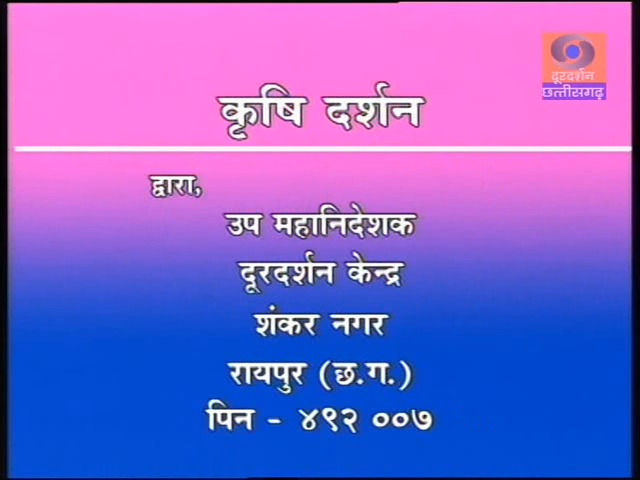 दूरदर्शन
छत्तीसगढ़
कृषि दर्शन
द्वारा,
उप महानिदेशक
दूरदर्शन केन्द्र
शंकर नगर
रायपुर (छ.ग.)
पिन - ४९२ ००७